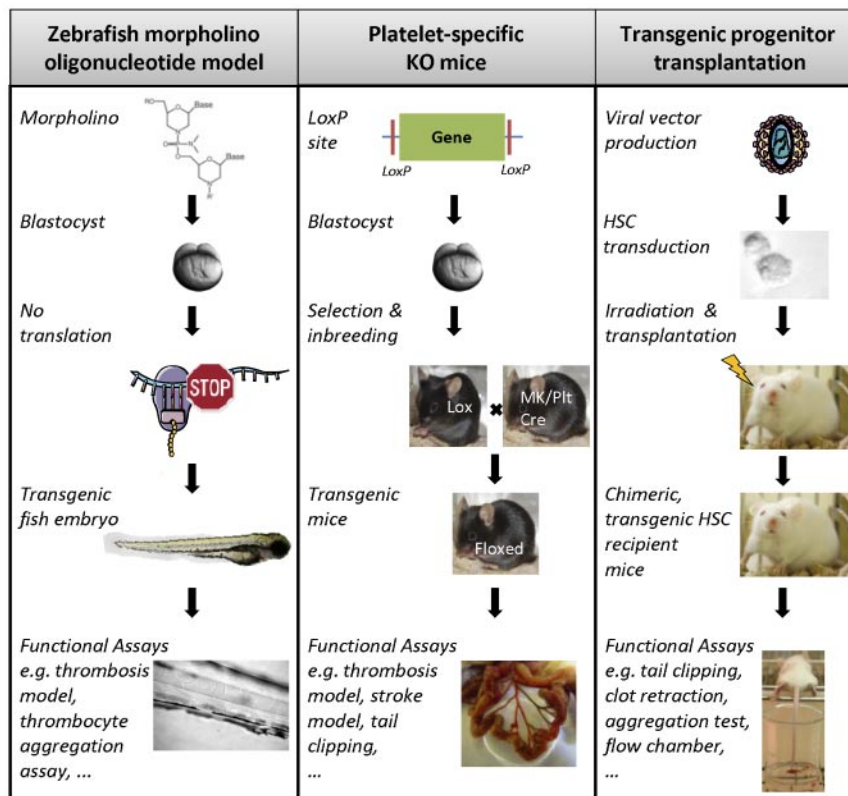 Zebrafish morpholino
oligonucleotide model
Platelet-specific
KO mice
Transgenic progenitor
transplantation
Morpholino
RO
Base
O
N
O
O
P
N
O
O
Base
N
R'
Blastocyst
No
translation
STOP
Transgenic
fish embryo
Functional Assays
e.g. thrombosis
model,
thrombocyte
aggregation
assay, ...
LoxP
site
Gene
LoxP
LoxP
Blastocyst
Selection &
inbreeding
Lox
MK/Plt
Cre
Transgenic
mice
Floxed
Functional Assays
e.g. thrombosis
model, stroke
model, tail
clipping,
...
Viral vector
production
HSC
transduction
Irradiation &
transplantation
Chimeric,
transgenic HSC
recipient
mice
Functional Assays
e.g. tail clipping,
clot retraction,
aggregation test,
flow chamber,
...